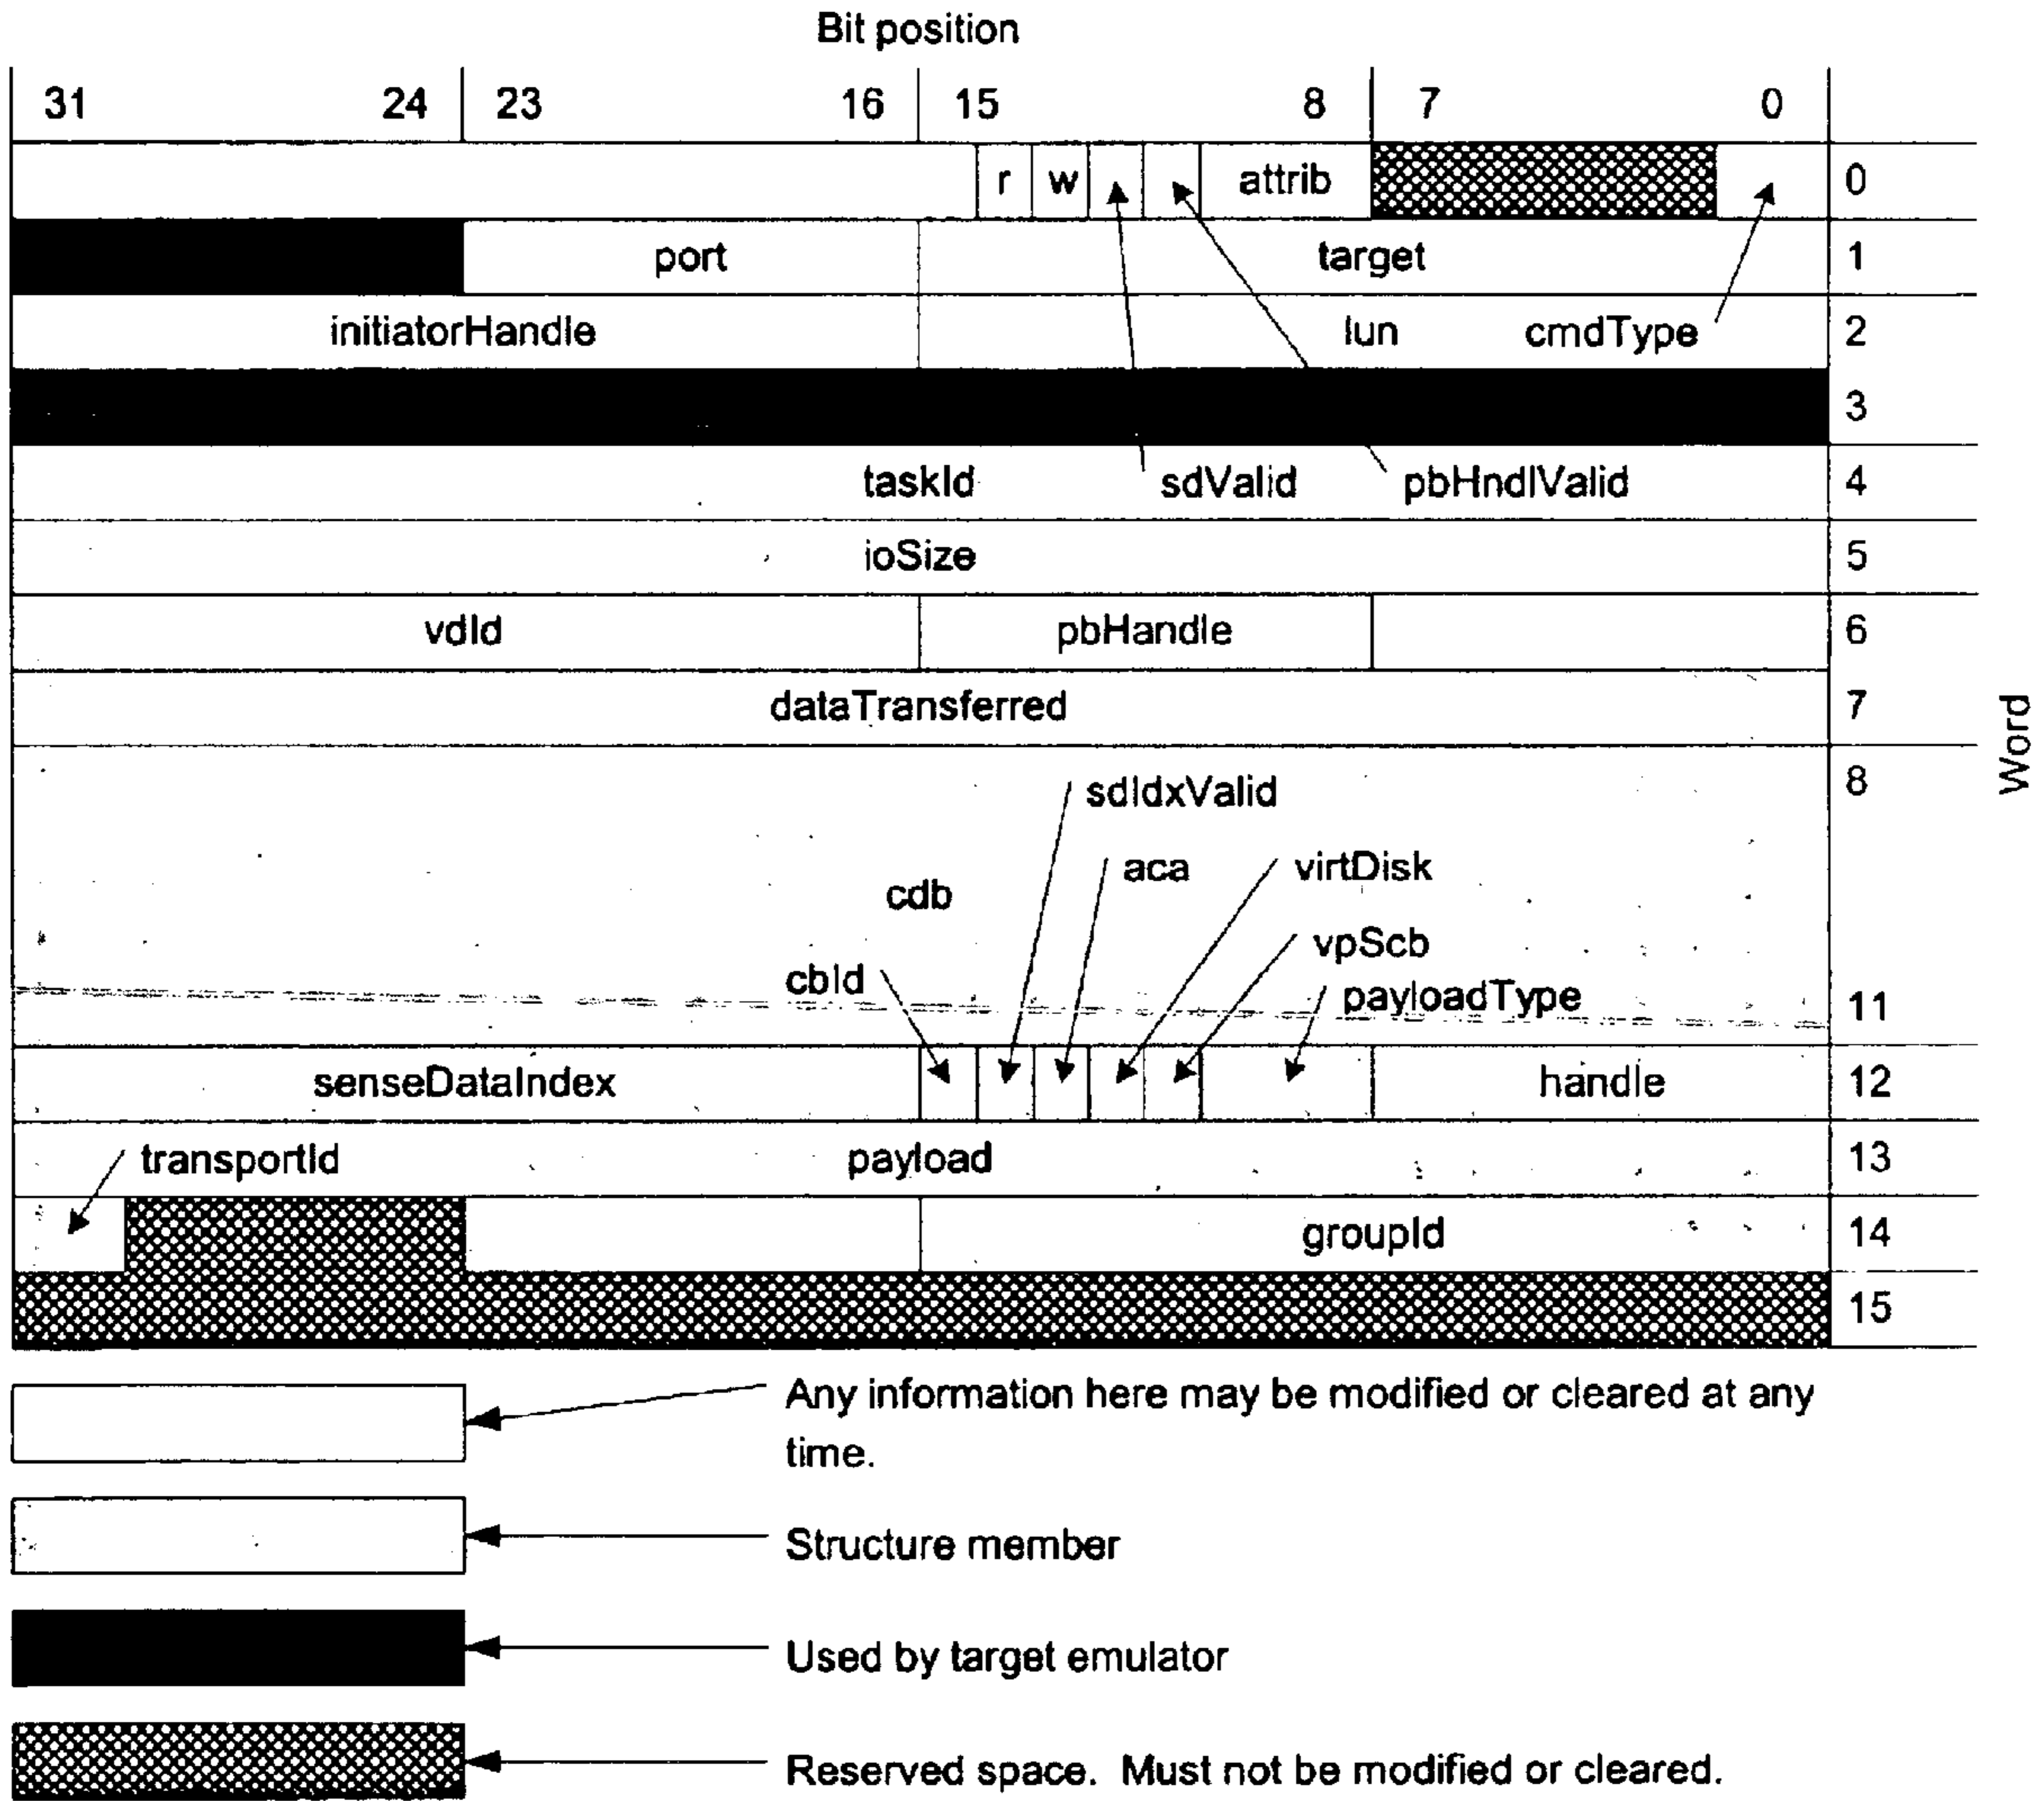 Bit position
31 24 23 16 15 8 7 0
r w attrib 0
port target 1
initiatorHandle lun cmdType 2
3
taskId sdValid pbHndlValid 4
ioSize 5
vdId pbHandle 6
dataTransferred 7
Word
8
sdIdxValid
aca virtDisk
cdb
vpScb
cbId payloadType 11
senseDataIndex handle 12
transportId payload 13
groupId 14
15
Any information here may be modified or cleared at any
time.
Structure member
Used by target emulator
Reserved space. Must not be modified or cleared.